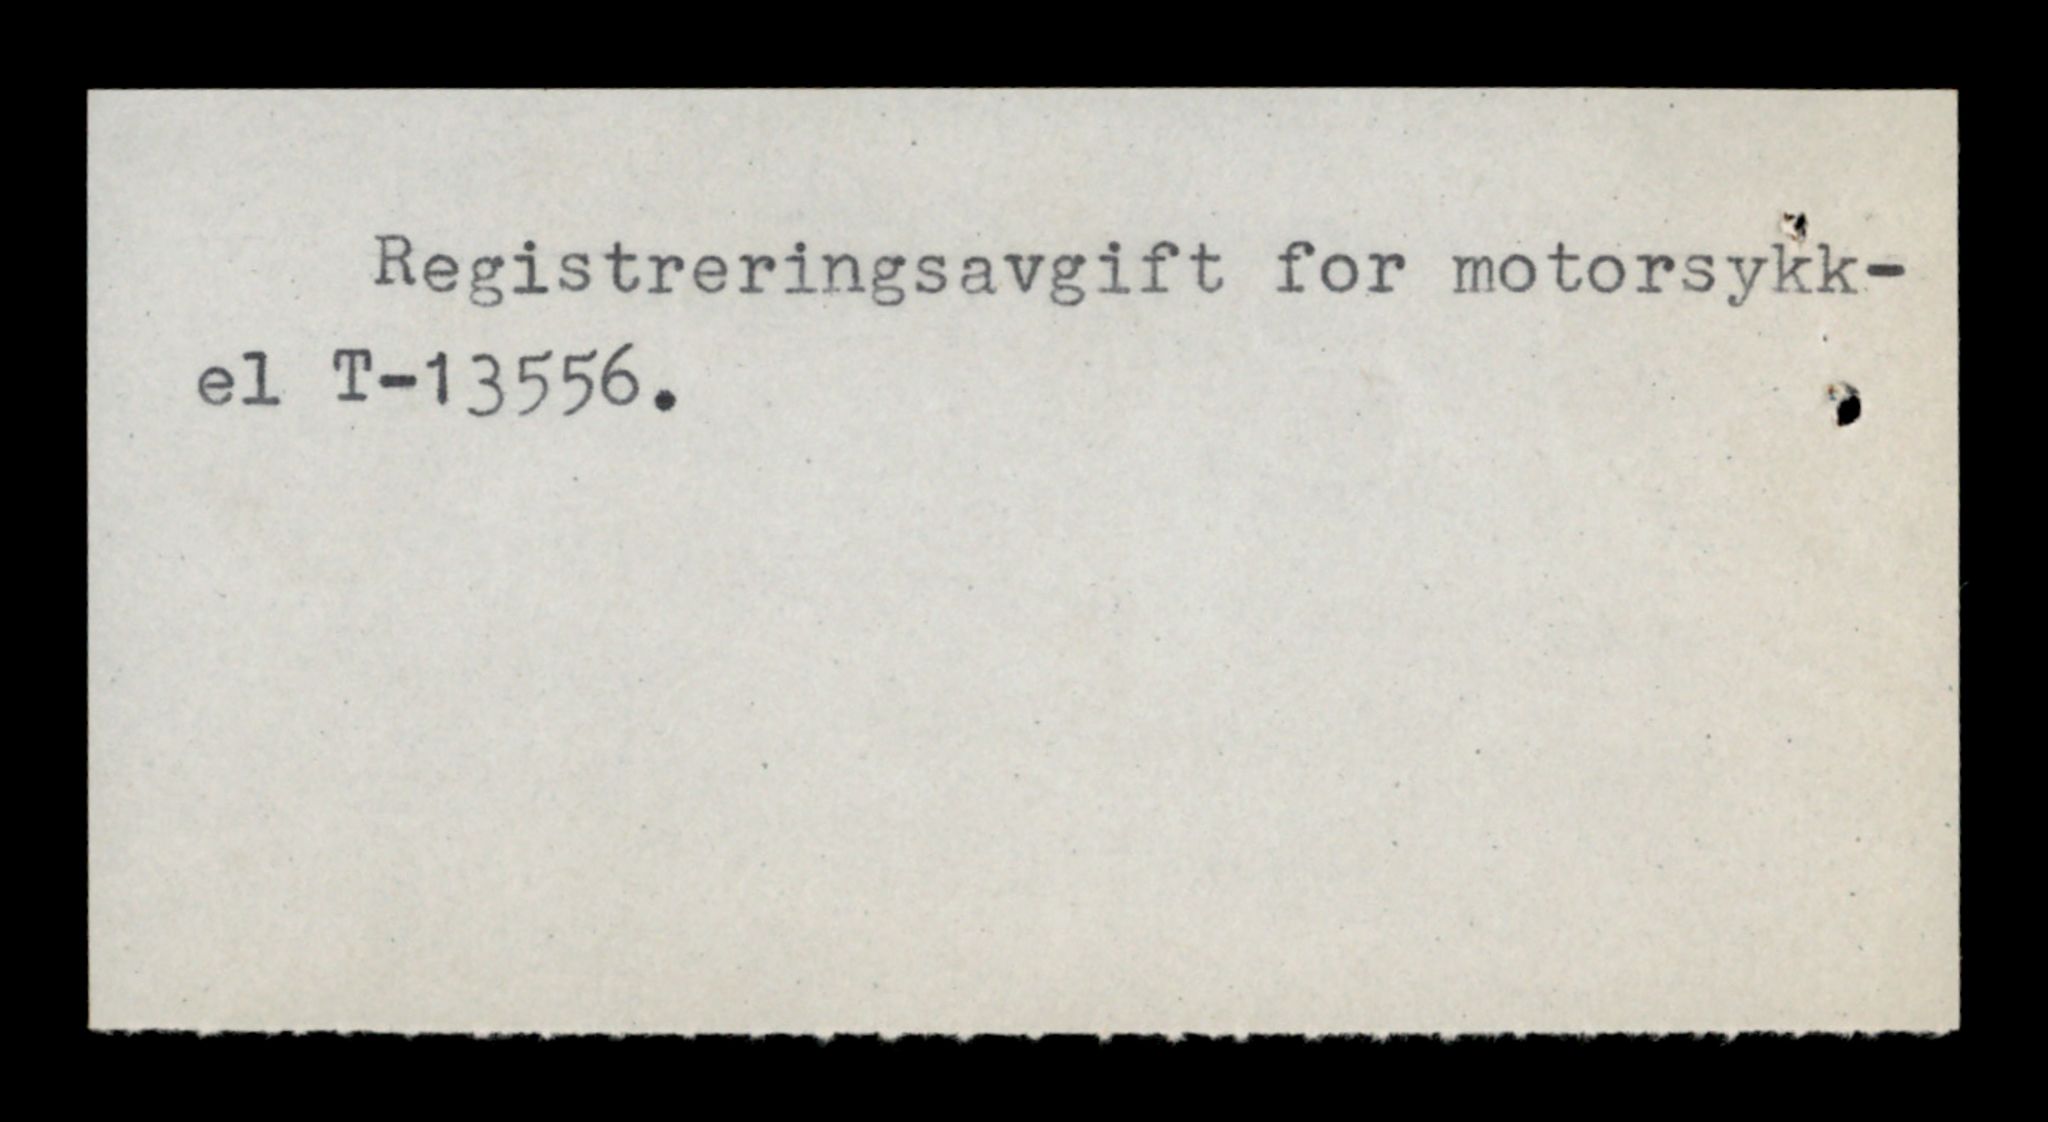 Registreringsavgift for motorsykk-
el T-13556.